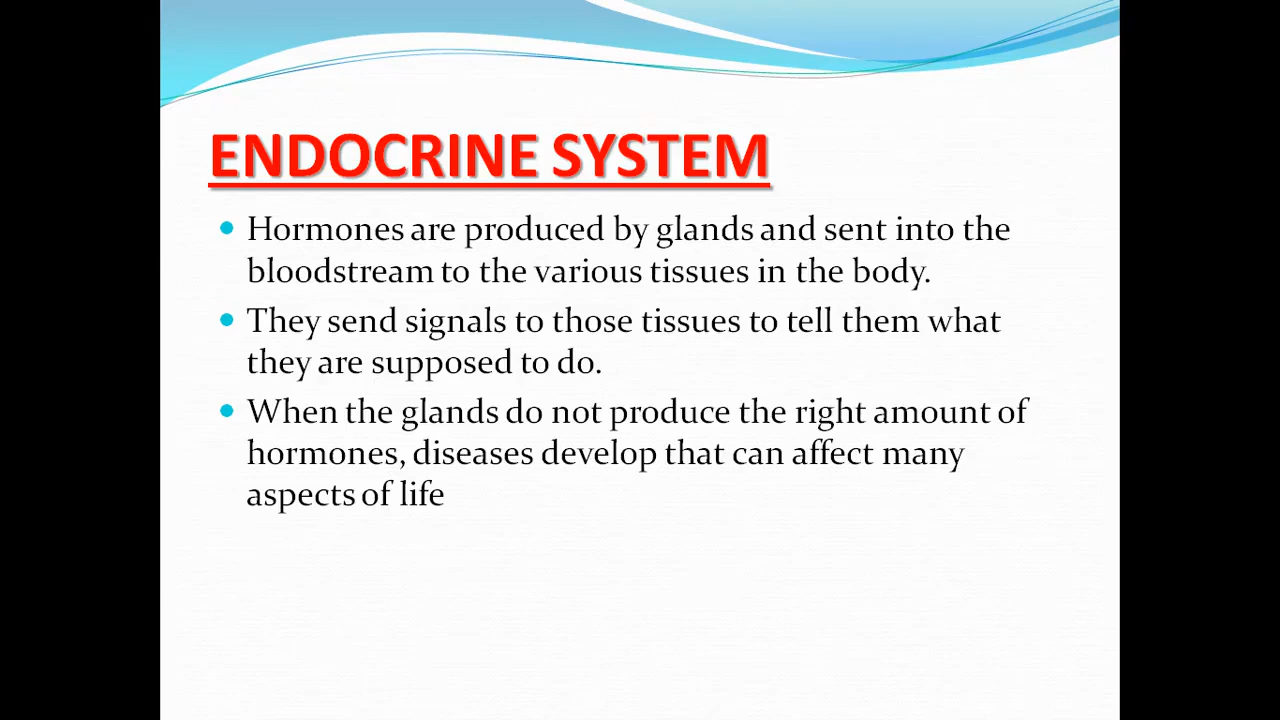 ENDOCRINE SYSTEM
Hormones are produced by glands and sent into the
bloodstream to the various tissues in the body.
They send signals to those tissues to tell them what
they are supposed to do.
When the glands do not produce the right amount of
hormones, diseases develop that can affect many
aspects of life